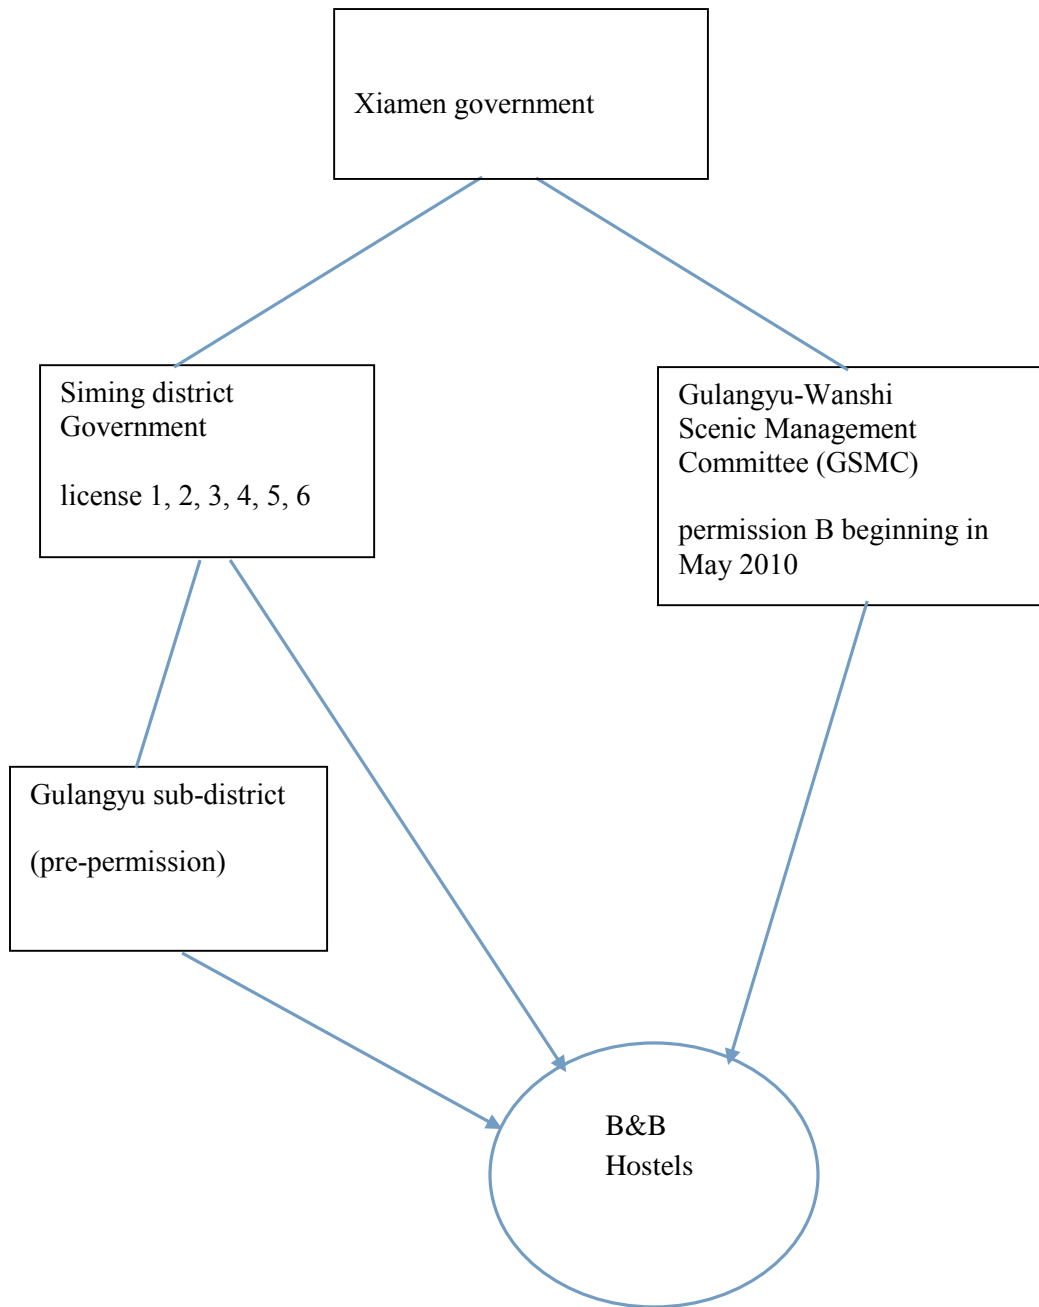 Xiamen government
Siming district
Government
license 1, 2, 3, 4, 5, 6
Gulangyu-Wanshi
Scenic Management
Committee (GSMC)
permission B beginning in
May 2010
Gulangyu sub-district
(pre-permission)
B&B
Hostels